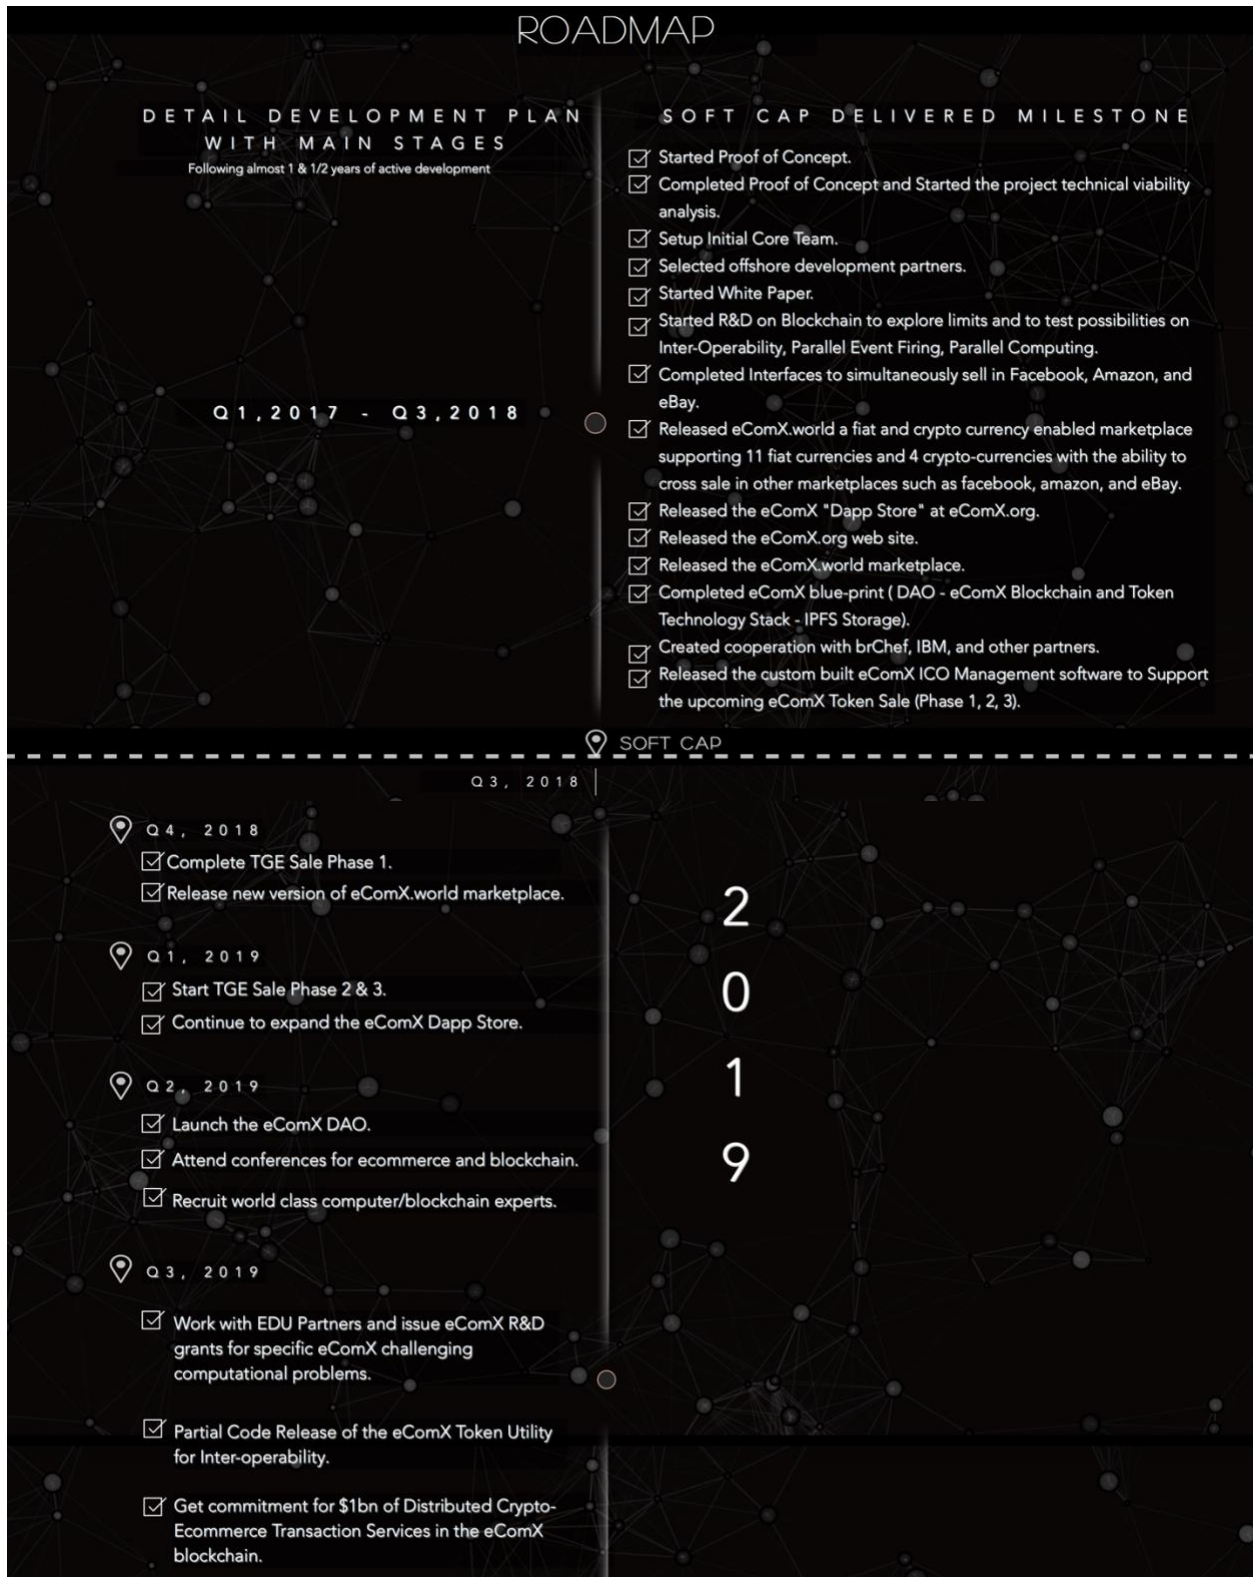 ROADMAP
DETAIL DEVELOPMENT PLAN
WITH MAIN STAGES
Following almost 1 & 1/2 years of active development
Q1,2017 - Q3,2018
SOFT CAP DELIVERED MILESTONE
Started Proof of Concept.
Completed Proof of Concept and Started the project technical viability
analysis.
Setup Initial Core Team.
Selected offshore development partners.
Started White Paper.
Started R&D on Blockchain to explore limits and to test possibilities on
Inter-Operability, Parallel Event Firing, Parallel Computing.
Completed Interfaces to simultaneously sell in Facebook, Amazon, and
eBay.
Released eComX.world a fiat and crypto currency enabled marketplace
supporting 11 fiat currencies and 4 crypto-currencies with the ability to
cross sale in other marketplaces such as facebook, amazon, and eBay.
Released the eComX "Dapp Store" at eComX.org.
Released the eComX.org web site.
Released the eComX.world marketplace.
Completed eComX blue-print ( DAO - eComX Blockchain and Token
Technology Stack - IPFS Storage).
Created cooperation with brChef, IBM, and other partners.
Released the custom built eComX ICO Management software to Support
the upcoming eComX Token Sale (Phase 1, 2, 3).
SOFT CAP
Q3, 2018
Q4, 2018
Complete TGE Sale Phase 1.
Release new version of eComX.world marketplace.
Q1, 2019
Start TGE Sale Phase 2 & 3.
Continue to expand the eComX Dapp Store.
Q2, 2019
Launch the eComX DAO.
Attend conferences for ecommerce and blockchain.
Recruit world class computer/blockchain experts.
Q3, 2019
Work with EDU Partners and issue eComX R&D
grants for specific eComX challenging
computational problems.
Partial Code Release of the eComX Token Utility
for Inter-operability.
Get commitment for $1bn of Distributed Crypto-
Ecommerce Transaction Services in the eComX
blockchain.
2
0
1
9